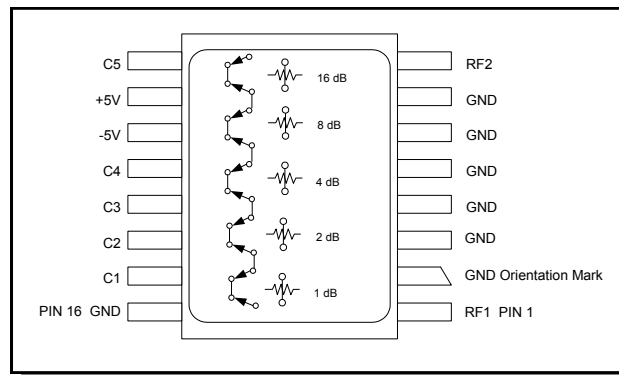 C5
+5V
-5V
C4
C3
C2
C1
PIN 16 GND
16 dB
8 dB
4 dB
2 dB
1 dB
RF2
GND
GND
GND
GND
GND
GND Orientation Mark
RF1 PIN 1